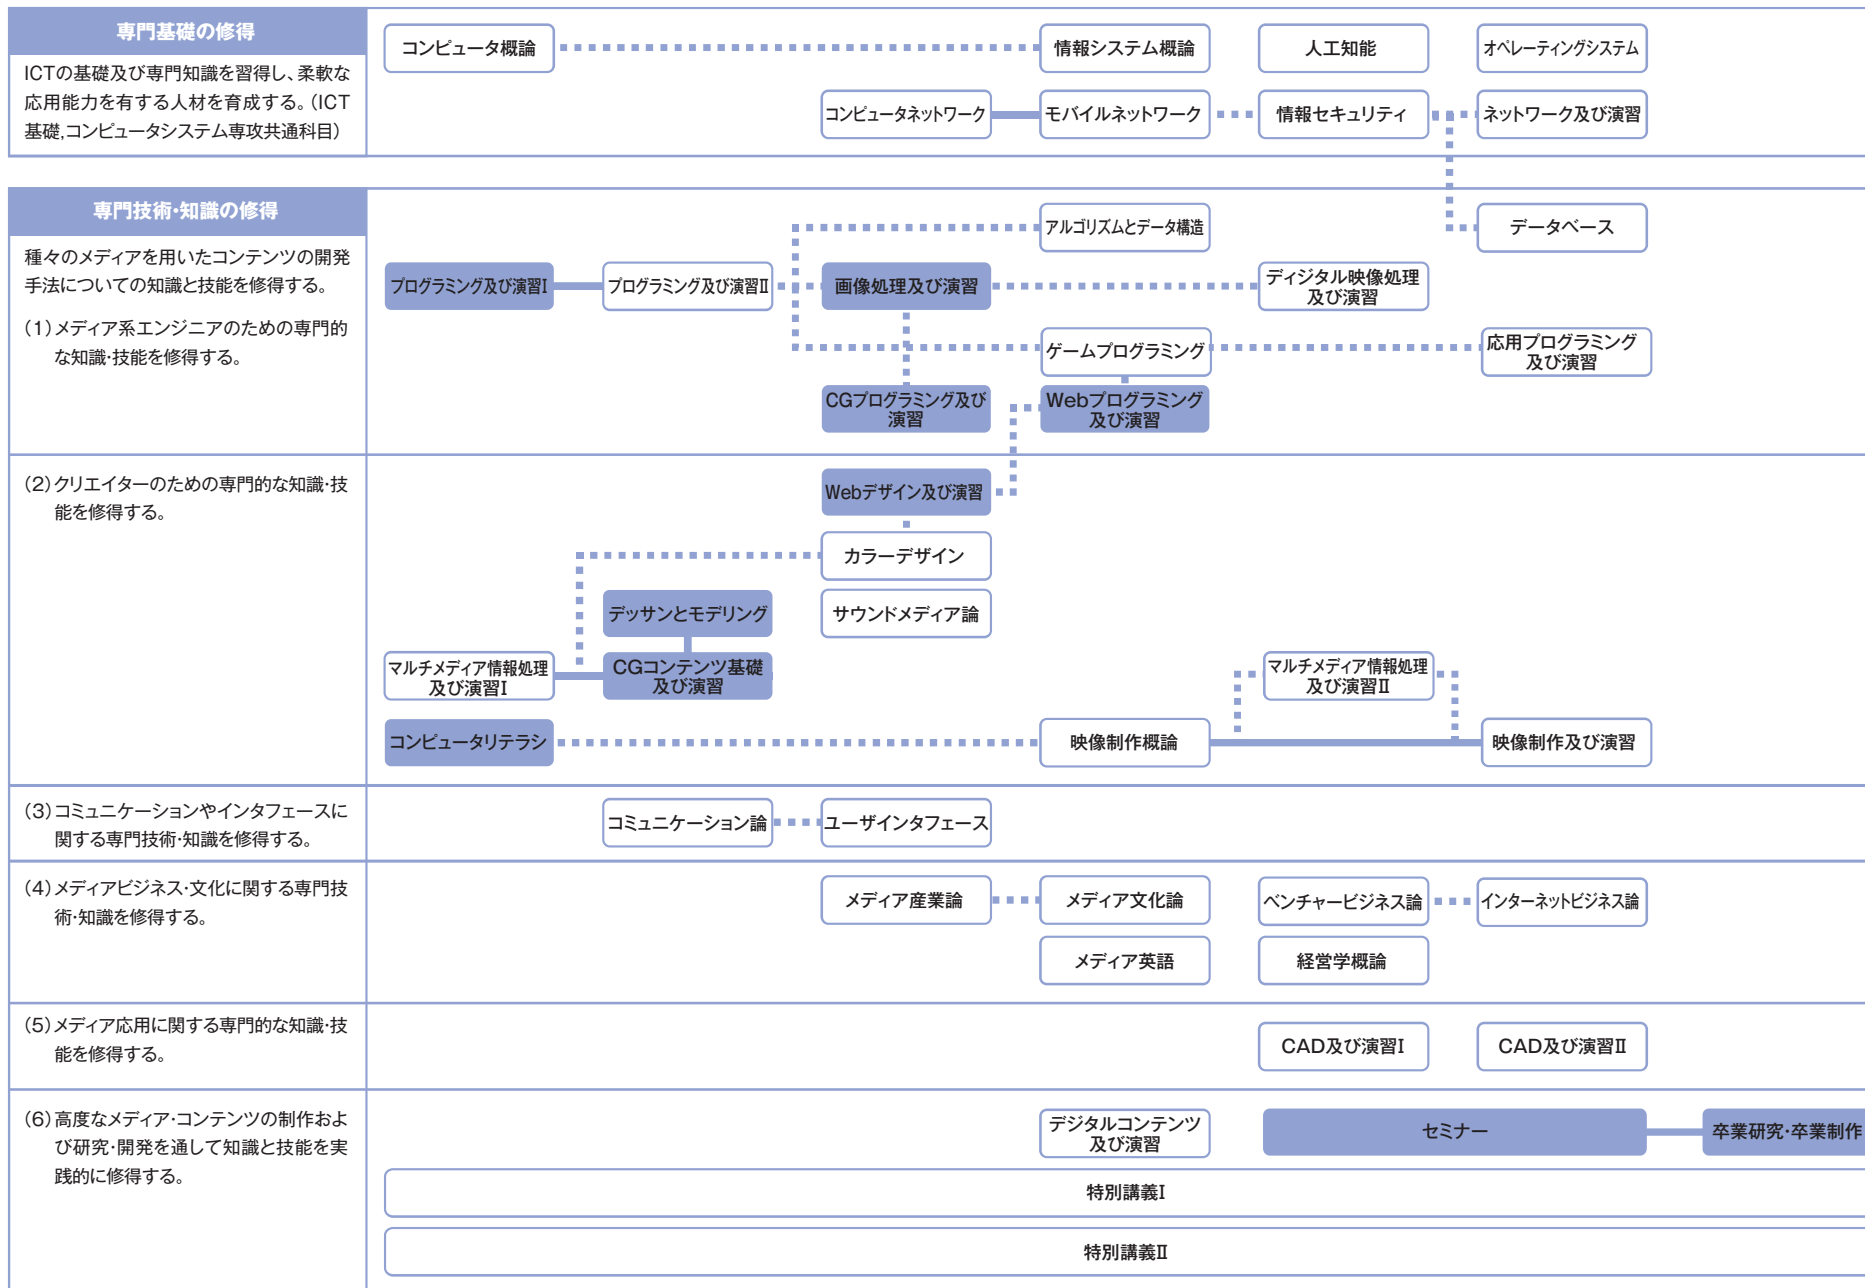 専門基礎の修得
ICTの基礎及び専門知識を習得し、柔軟な
応用能力を有する人材を育成する。(ICT
基礎,コンピュータシステム専攻共通科目)
コンピュータ概論
情報システム概論
人工知能
オペレーティングシステム
コンピュータネットワーク
モバイルネットワーク
情報セキュリティ
ネットワーク及び演習
専門技術・知識の修得
種々のメディアを用いたコンテンツの開発
手法についての知識と技能を修得する。
(1)メディア系エンジニアのための専門的
な知識・技能を修得する。
アルゴリズムとデータ構造
データベース
プログラミング及び演習I
プログラミング及び演習II
画像処理及び演習
ディジタル映像処理
及び演習
ゲームプログラミング
応用プログラミング
及び演習
CGプログラミング及び
演習
Webプログラミング
及び演習
(2)クリエイターのための専門的な知識・技
能を修得する。
Webデザイン及び演習
カラーデザイン
デッサンとモデリング
サウンドメディア論
マルチメディア情報処理
及び演習I
CGコンテンツ基礎
及び演習
マルチメディア情報処理
及び演習II
コンピュータリテラシ
映像制作概論
映像制作及び演習
(3)コミュニケーションやインタフェースに
関する専門技術・知識を修得する。
コミュニケーション論
ユーザインタフェース
(4)メディアビジネス・文化に関する専門技
術・知識を修得する。
メディア産業論
メディア文化論
ベンチャービジネス論
インターネットビジネス論
メディア英語
経営学概論
(5)メディア応用に関する専門的な知識・技
能を修得する。
CAD及び演習I
CAD及び演習II
(6)高度なメディア・コンテンツの制作およ
び研究・開発を通して知識と技能を実
践的に修得する。
デジタルコンテンツ
及び演習
セミナー
卒業研究・卒業制作
特別講義I
特別講義II